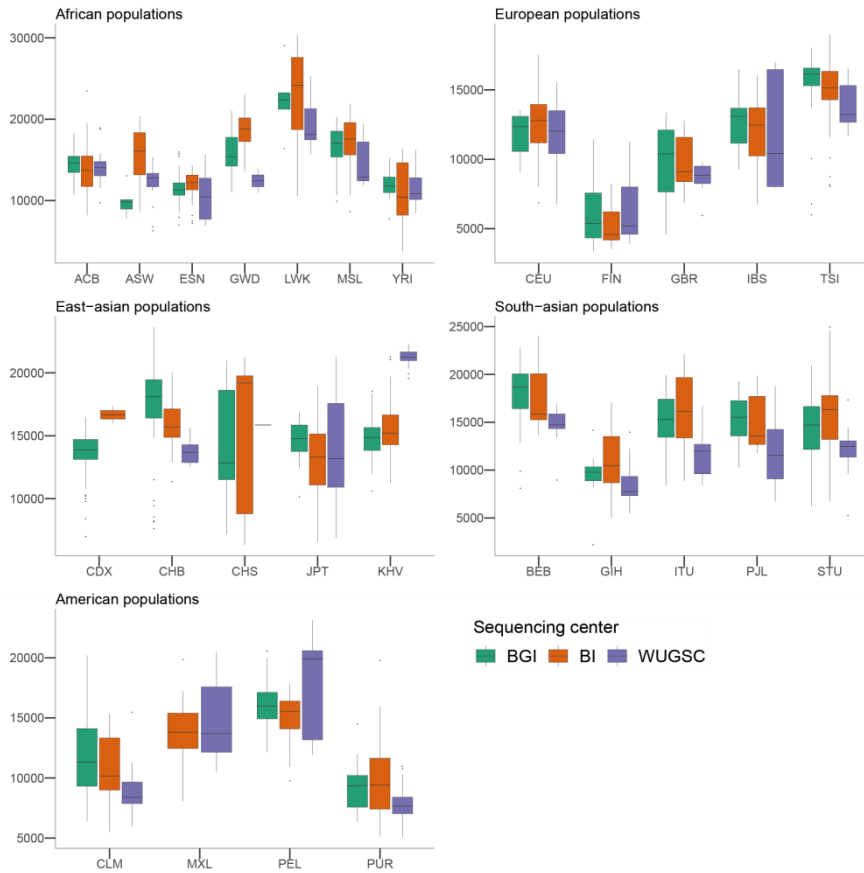 African populations
30000
20000
10000
ACB ASW ESN GWD LWK MSL YRI
European populations
15000
10000
5000
CEU FIN GBR IBS TSI
East−asian populations
20000
15000
10000
CDX CHB CHS JPT KHV
South−asian populations
25000
20000
15000
10000
5000
BEB GIH ITU PJL STU
American populations
20000
15000
10000
5000
CLM MXL PEL PUR
Sequencing center
BGI BI WUGSC